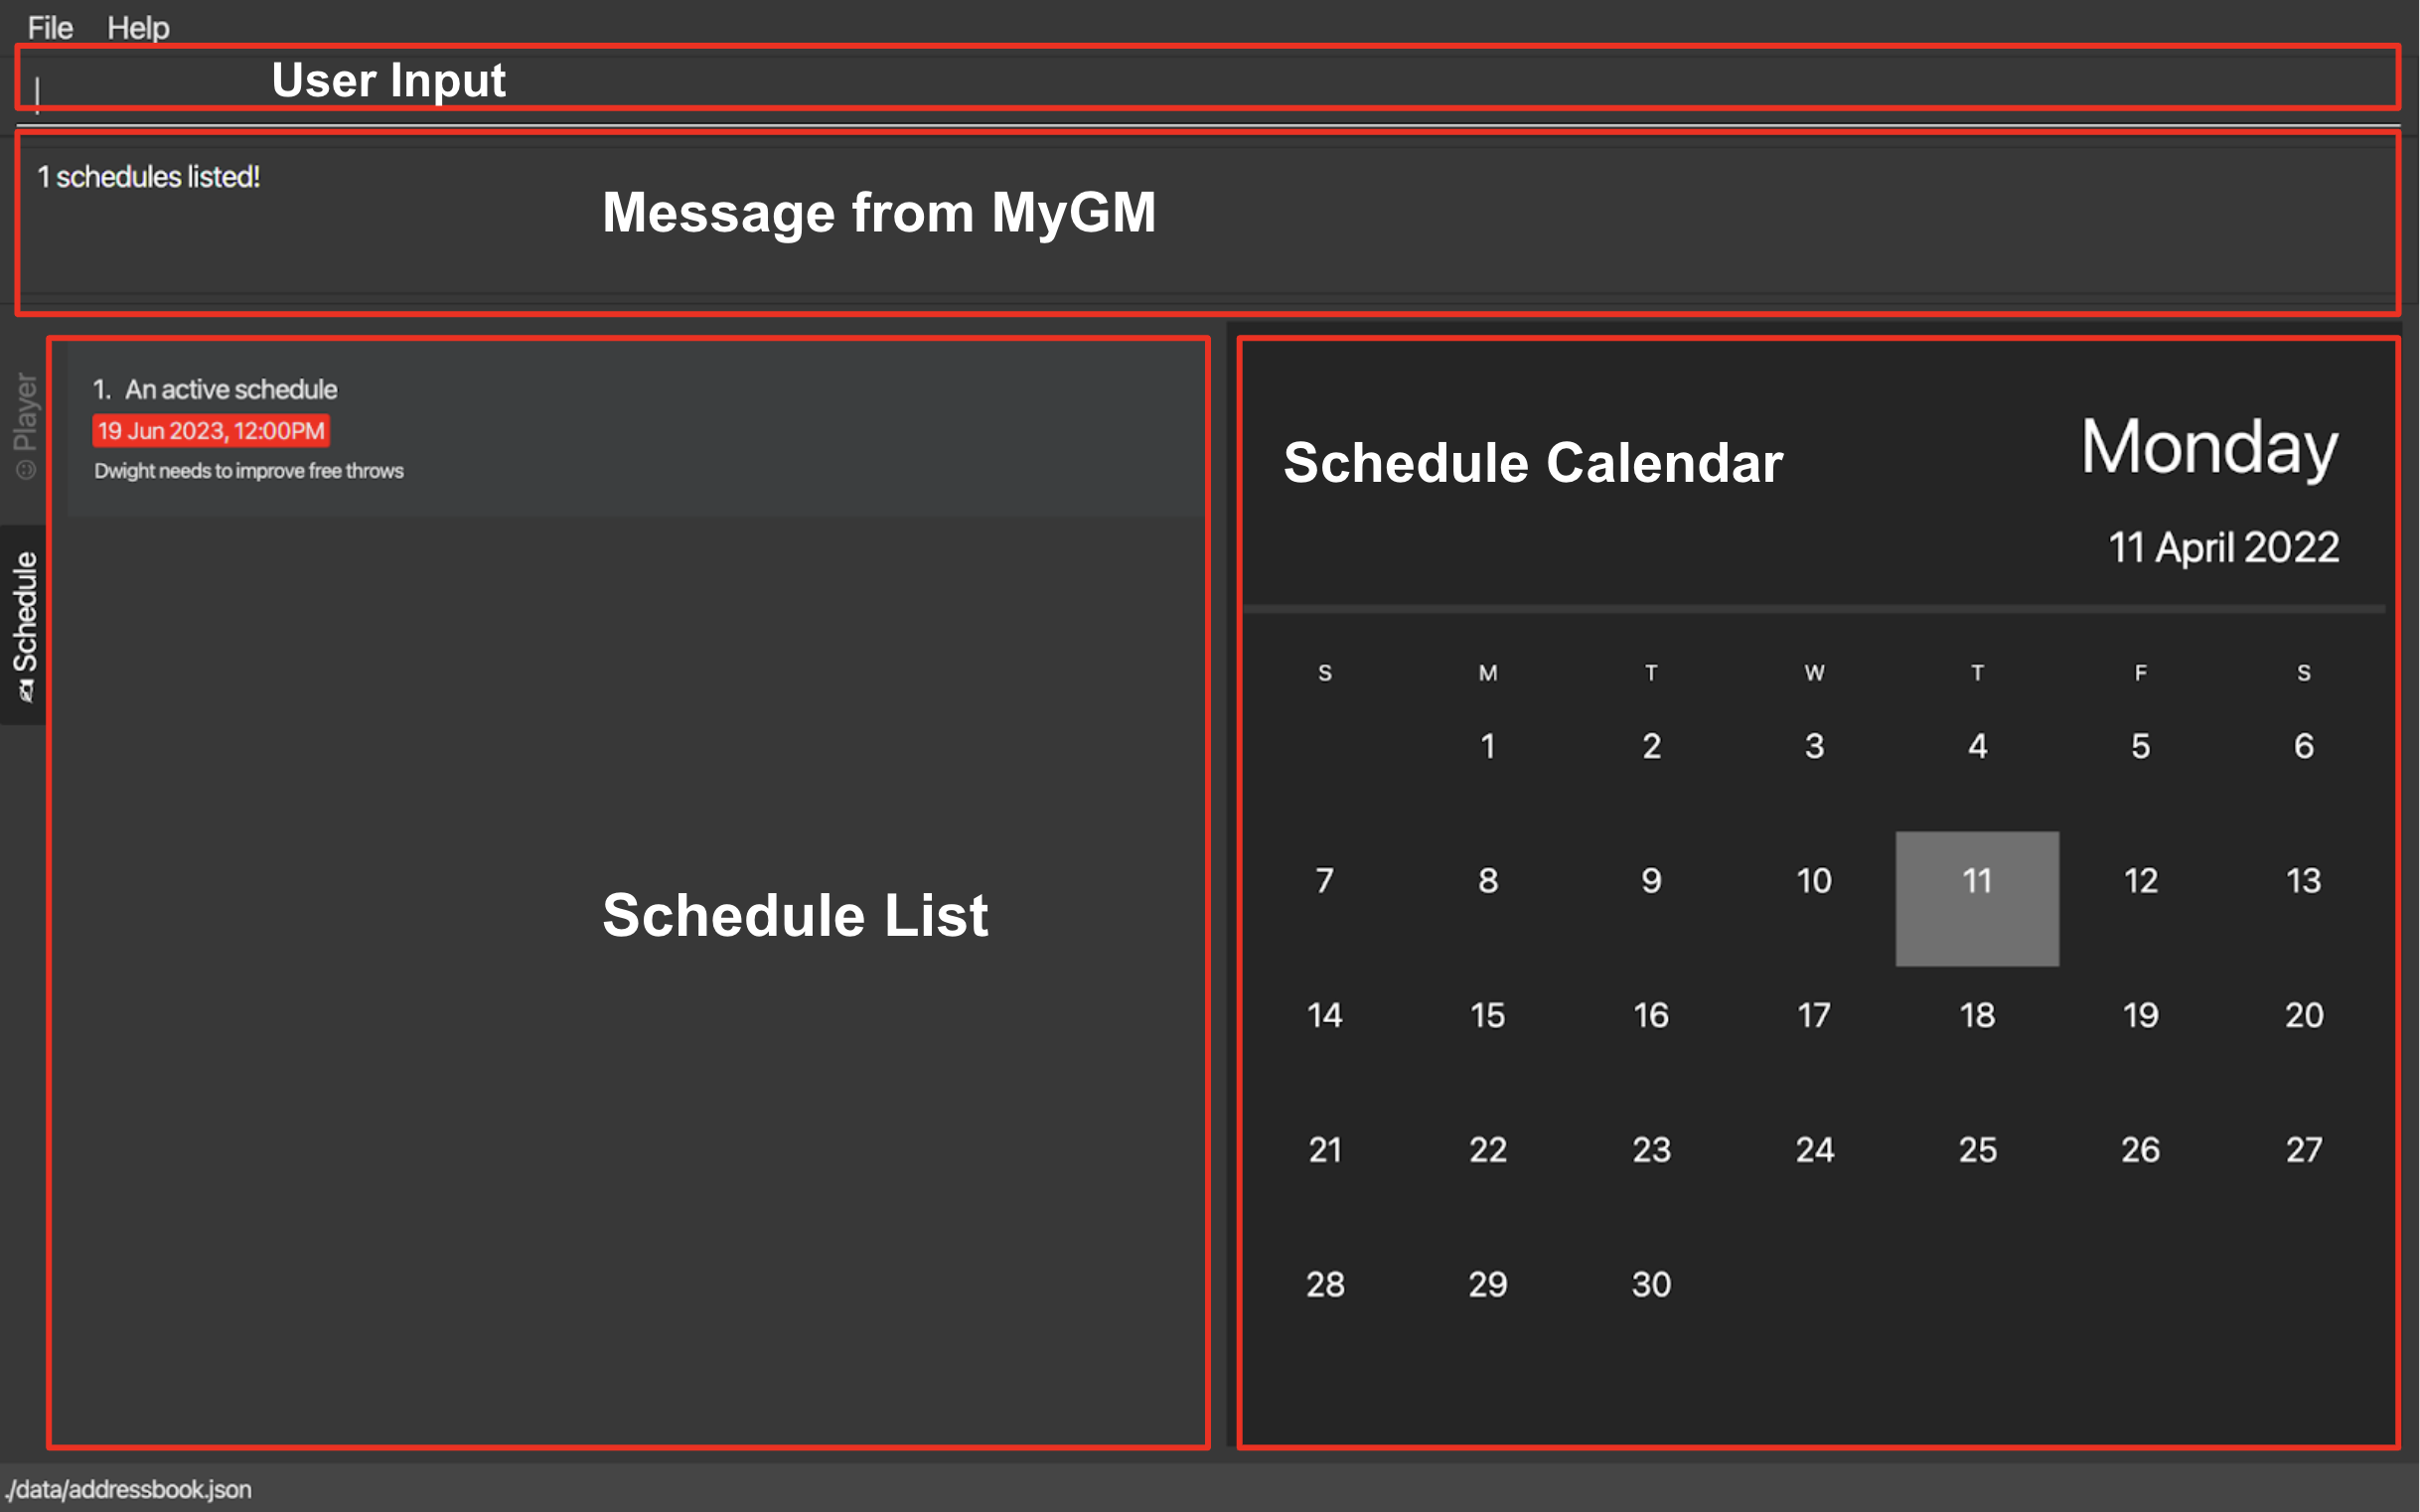 File Help
User Input
1 schedules listed!
Message from MyGM
Player
Schedule
1. An active schedule
19 Jun 2023, 12:00PM
Dwight needs to improve free throws
Schedule List
Schedule Calendar
Monday
11 April 2022
S M T W T F S
1 2 3 4 5 6
7 8 9 10 11 12 13
14 15 16 17 18 19 20
21 22 23 24 25 26 27
28 29 30
./data/addressbook.json